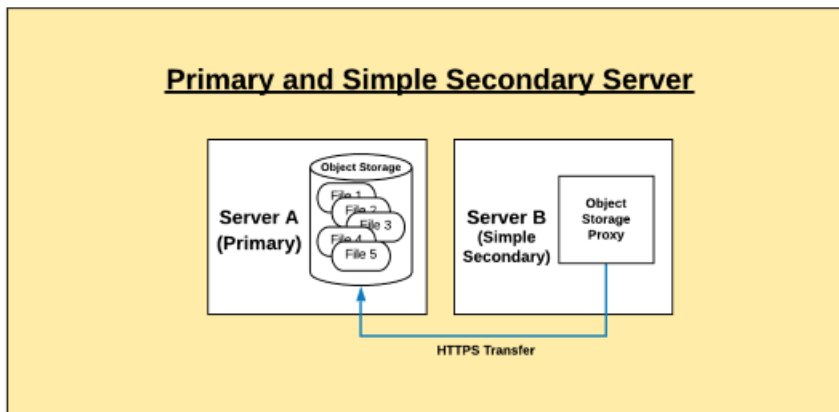 Primary and Simple Secondary Server
Object Storage
File 1
File 2
File 3
File 4
File 5
Server A
(Primary)
Server B
(Simple
Secondary)
Object
Storage
Proxy
HTTPS Transfer